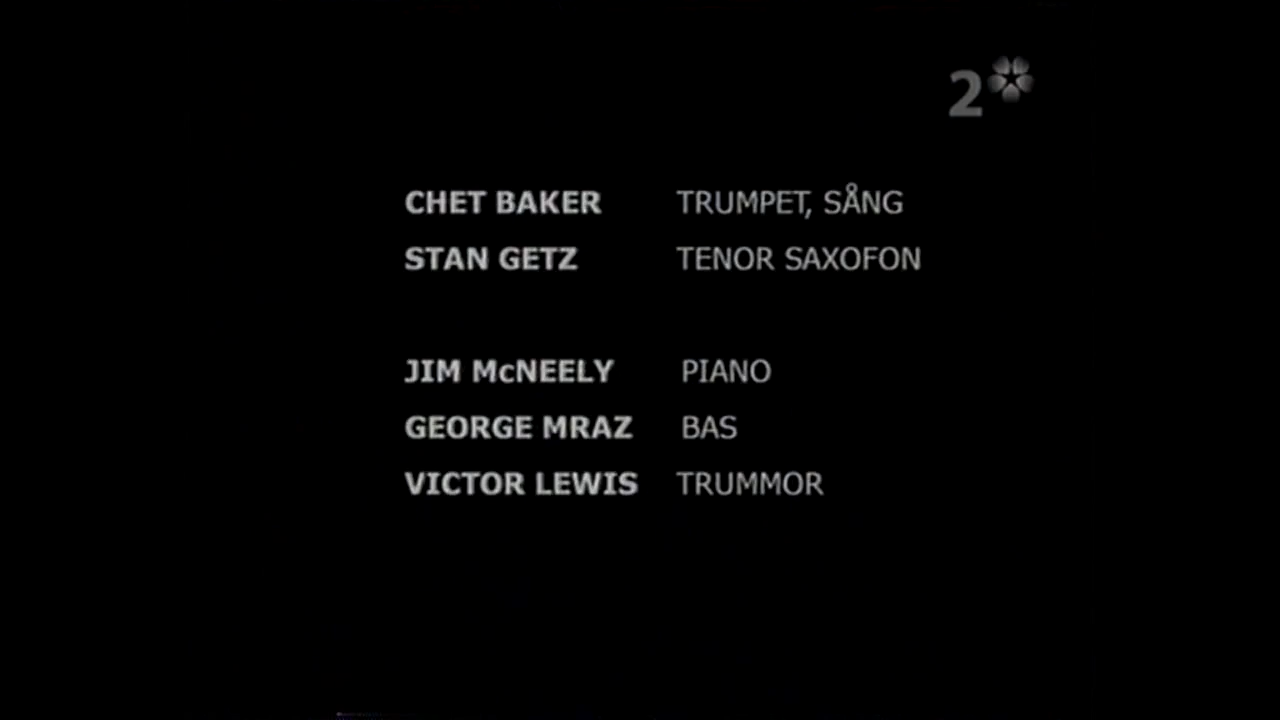 2
CHET BAKER TRUMPET, SÅNG
STAN GETZ TENOR SAXOFON
JIM McNEELY PIANO
GEORGE MRAZ BAS
VICTOR LEWIS TRUMMOR